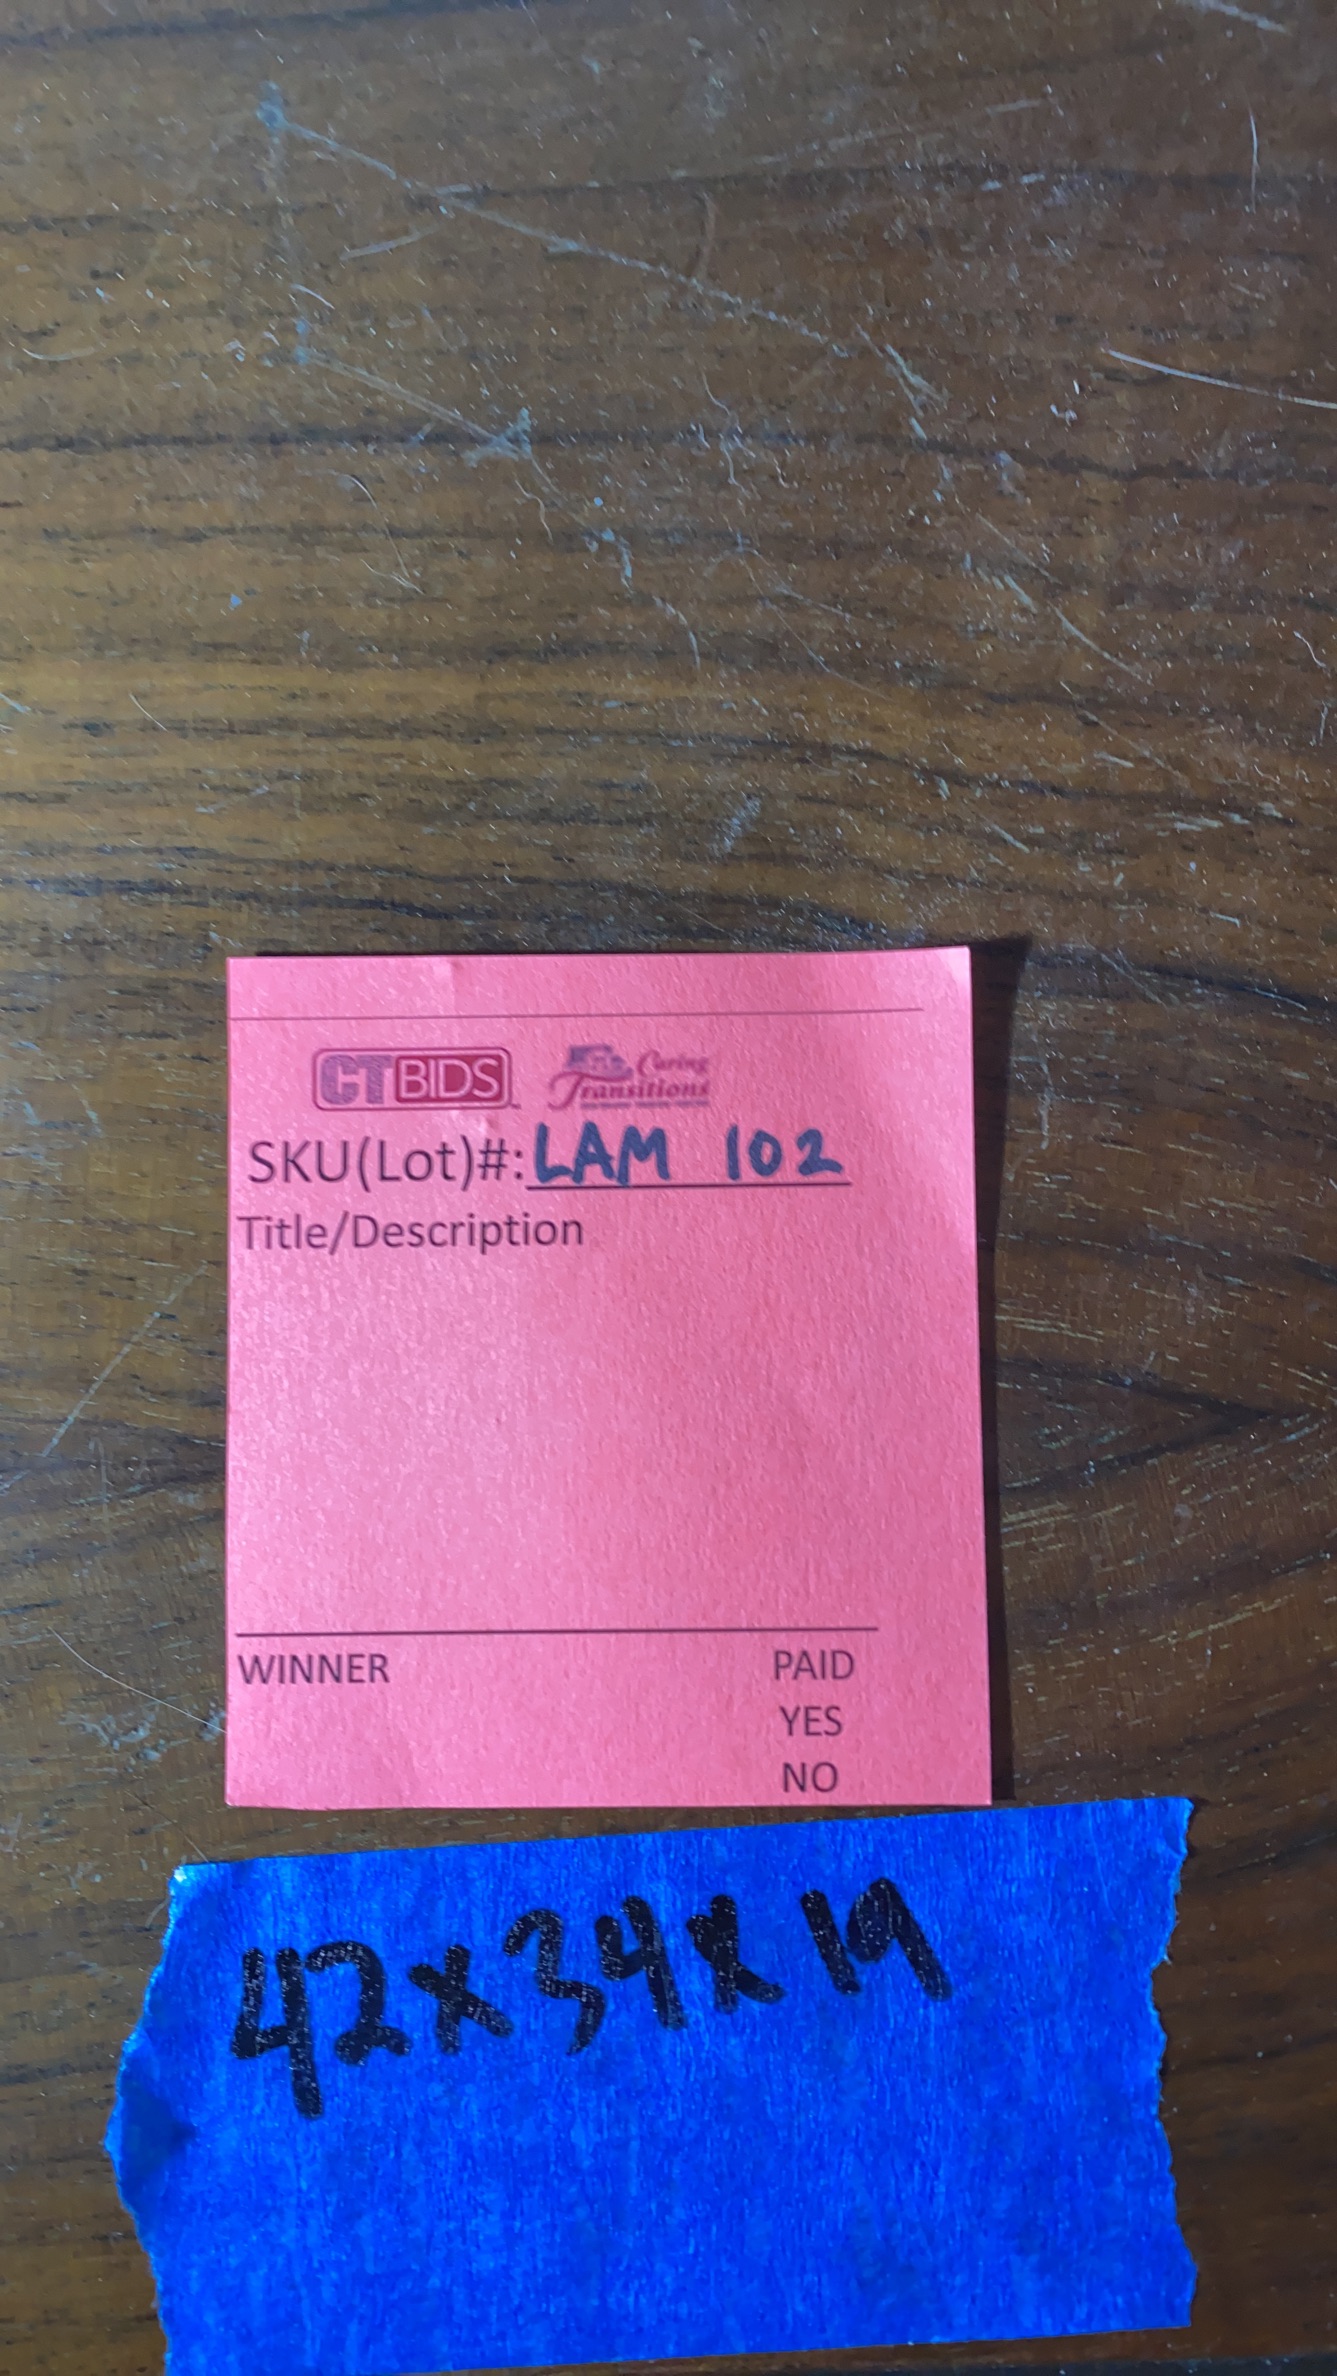 CTBIDS
Caring
Transitions
SKU(Lot)#: LAM 102
Title/Description
WINNER PAID
YES
NO
42x34x19